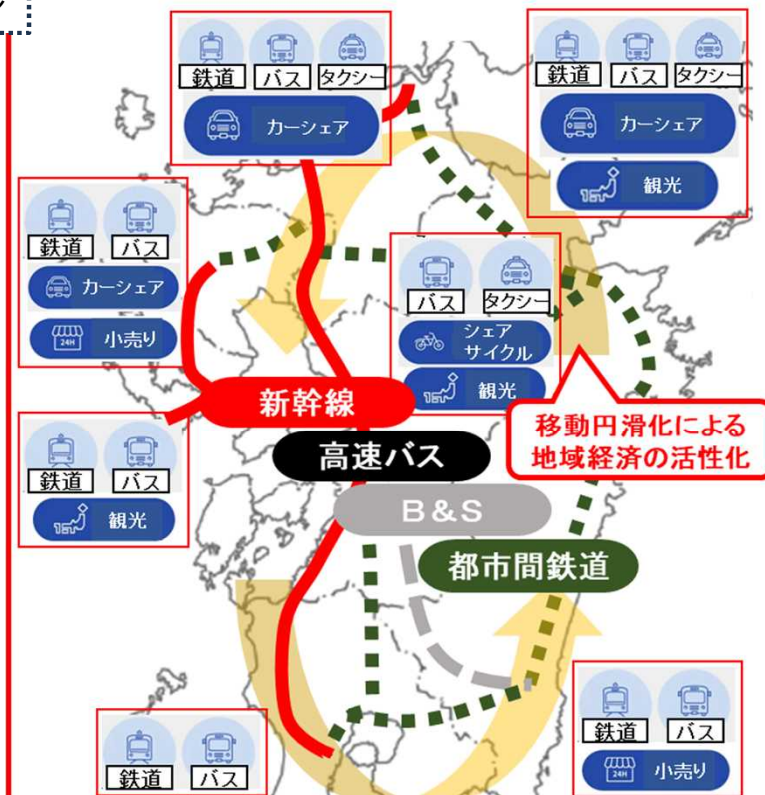 鉄道 バス タクシー
カーシェア
鉄道 バス タクシー
カーシェア
観光
鉄道 バス
カーシェア
24H 小売り
バス タクシー
シェア
サイクル
観光
新幹線
高速バス
B&S
都市間鉄道
移動円滑化による
地域経済の活性化
鉄道 バス
観光
鉄道 バス
鉄道 バス
24H 小売り